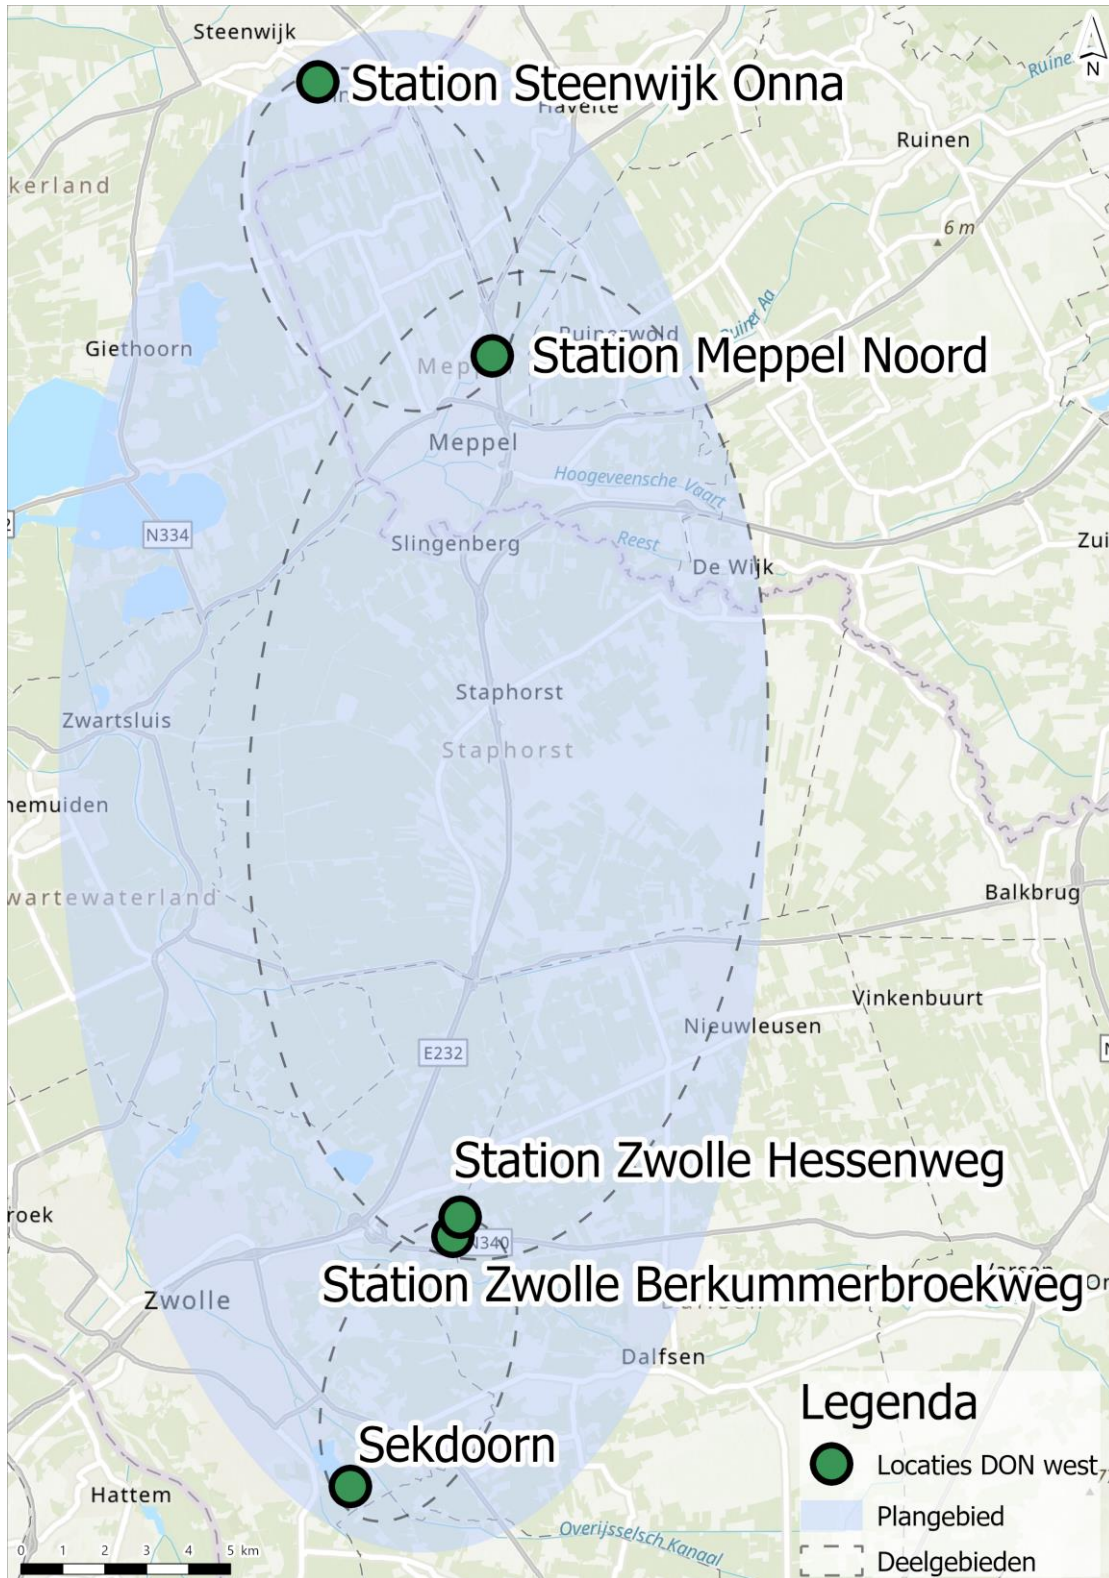 Steenwijk
N
Station Steenwijk Onna
Havelte
Ruine
Ruinen
kerland
6 m
Ruiner Aa
Giethoorn
Ruinerwold
Station Meppel Noord
Meppel
Hoogeveensche Vaart
N334
Slingenberg
Reest
De Wijk
Zui
Staphorst
Zwartsluis
Staphorst
nemuiden
wartewaterland
Balkbrug
Vinkenbuurt
Nieuwleusen
E232
N
Station Zwolle Hessenweg
roek
N340
Station Zwolle Berkummerbroekweg
Zwolle
Dalfsen
Dalfsen
Legenda
Sekdoorn
Locaties DON west
Hattem
Plangebied
Overijsselsch Kanaal
0 1 2 3 4 5 km
Deelgebieden